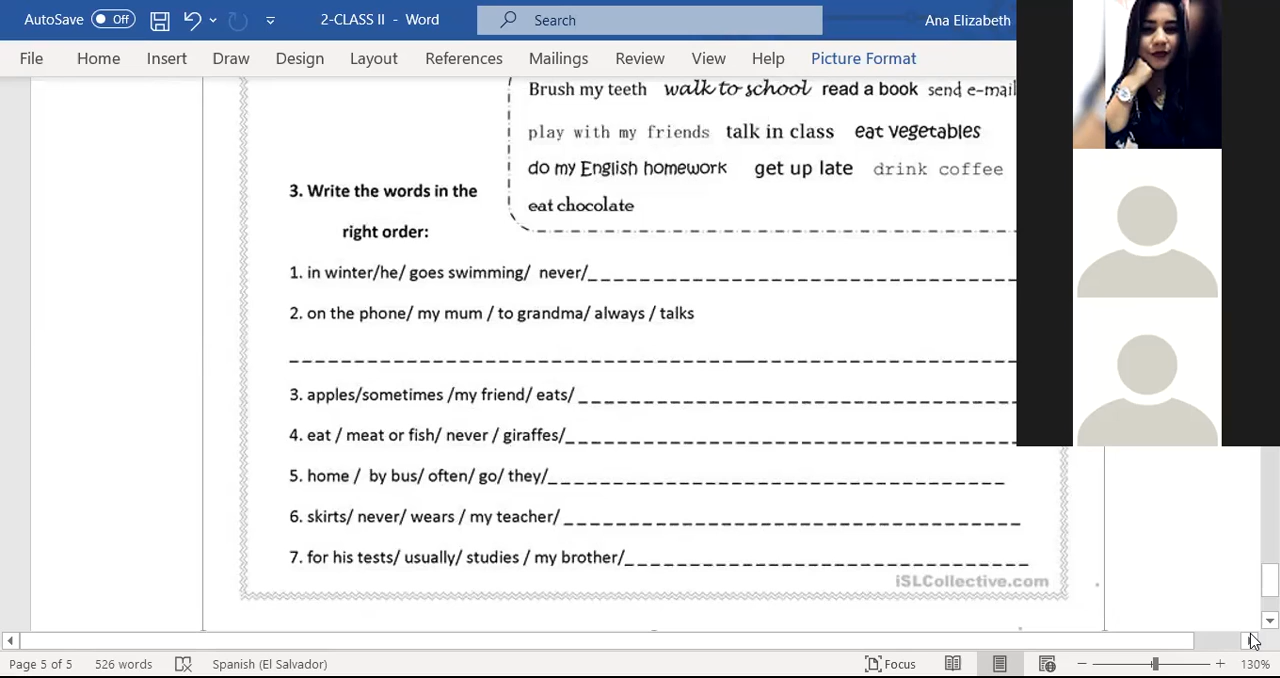 AutoSave Off 2-CLASS II - Word Search Ana Elizabeth
File Home Insert Draw Design Layout References Mailings Review View Help Picture Format
Brush my teeth walk to school read a book send e-mail
play with my friends talk in class eat vegetables
do my English homework get up late drink coffee
eat chocolate
3. Write the words in the
right order:
1. in winter/he/ goes swimming/ never/_ _ _ _ _ _ _ _ _ _ _ _ _ _ _ _ _ _ _ _ _ _ _ _ _ _
2. on the phone/ my mum / to grandma/ always / talks
3. apples/sometimes /my friend/ eats/
4. eat / meat or fish/ never / giraffes/
5. home / by bus/ often/ go/ they/
6. skirts/ never/ wears / my teacher/
7. for his tests/ usually/ studies / my brother/
iSLCollective.com
Page 5 of 5 526 words Spanish (El Salvador) Focus 130%